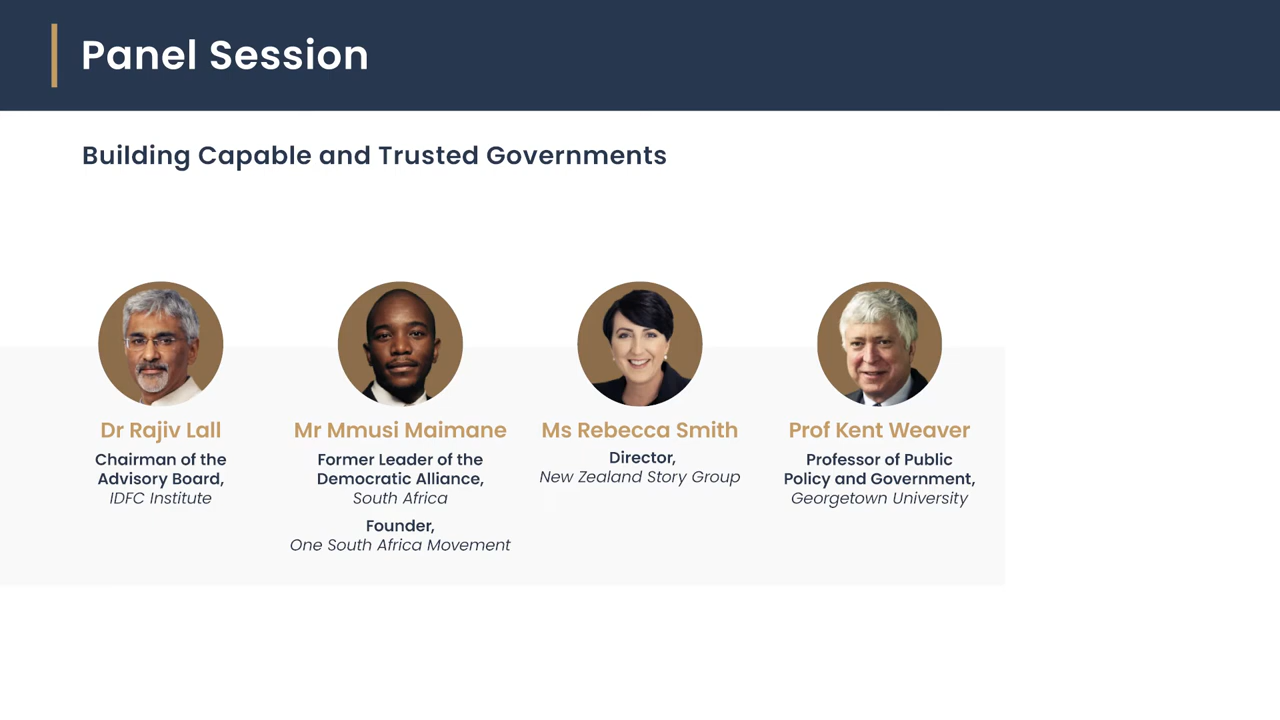 Panel Session
Building Capable and Trusted Governments
Dr Rajiv Lall
Chairman of the
Advisory Board,
IDFC Institute
Mr Mmusi Maimane
Former Leader of the
Democratic Alliance,
South Africa
Founder,
One South Africa Movement
Ms Rebecca Smith
Director,
New Zealand Story Group
Prof Kent Weaver
Professor of Public
Policy and Government,
Georgetown University